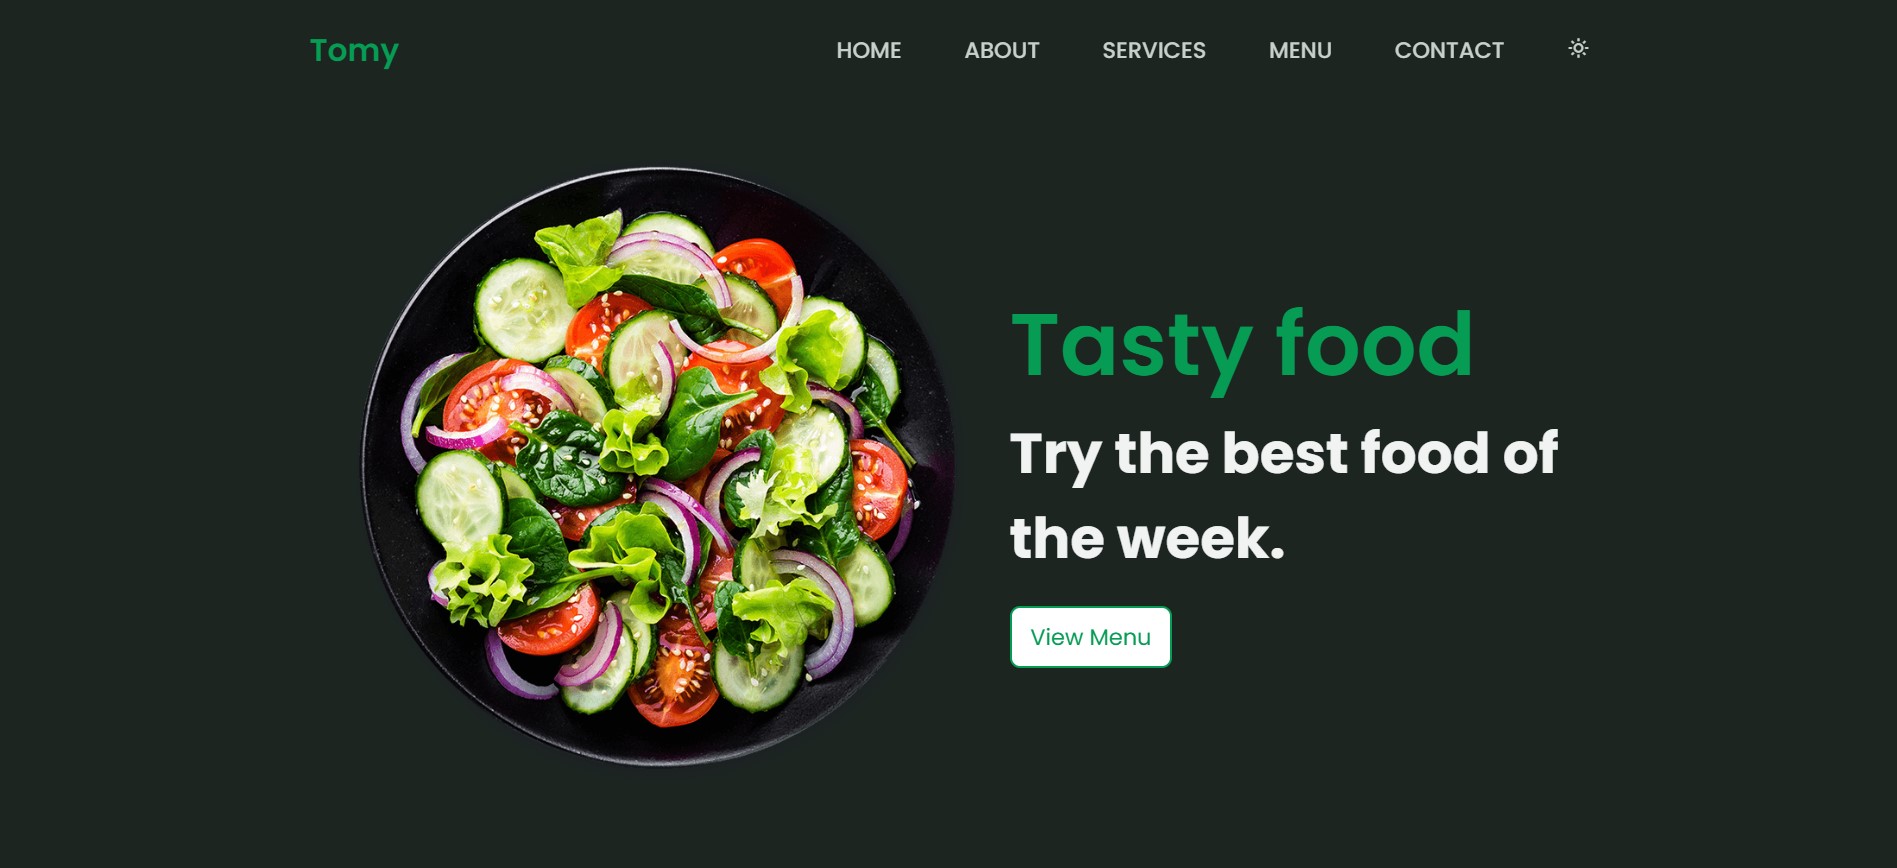 Tomy
HOME ABOUT SERVICES MENU CONTACT
Tasty food
Try the best food of
the week.
View Menu